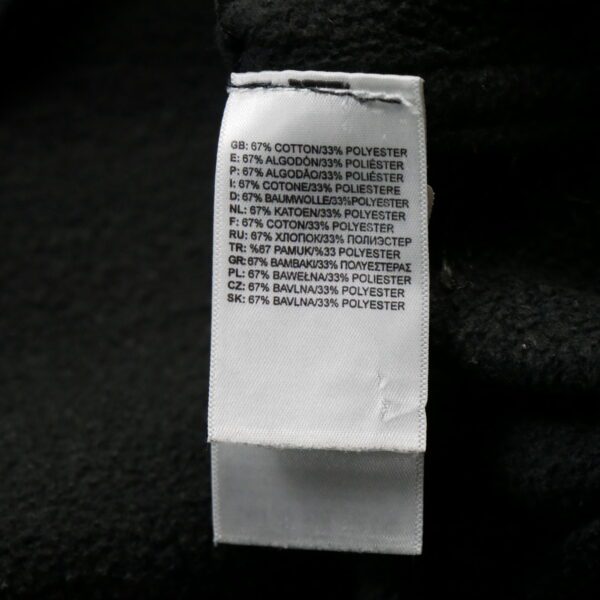 GB: 67% COTTON/33% POLYESTER
E: 67% ALGODÓN/33% POLIÉSTER
P: 67% ALGODÃO/33% POLIÉSTER
I: 67% COTONE/33% POLIESTERE
D: 67% BAUMWOLLE/33%POLYESTER
NL: 67% KATOEN/33% POLYESTER
F: 67% COTON/33% POLYESTER
RU: 67% ХЛОПОК/33% ПОЛИЭСТЕР
TR: %67 PAMUK/%33 POLYESTER
GR: 67% ΒΑΜΒΑΚΙ/33% ΠΟΛΥΕΣΤΕΡΑΣ
PL: 67% BAWEŁNA/33% POLIESTER
CZ: 67% BAVLNA/33% POLYESTER
SK: 67% BAVLNA/33% POLYESTER